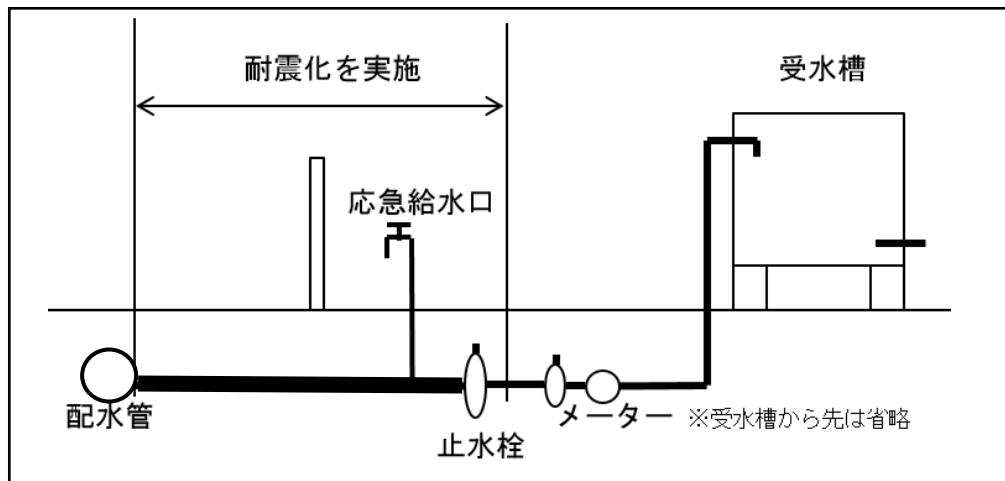 耐震化を実施
受水槽
応急給水口
配水管
メーター
※受水槽から先は省略
止水栓